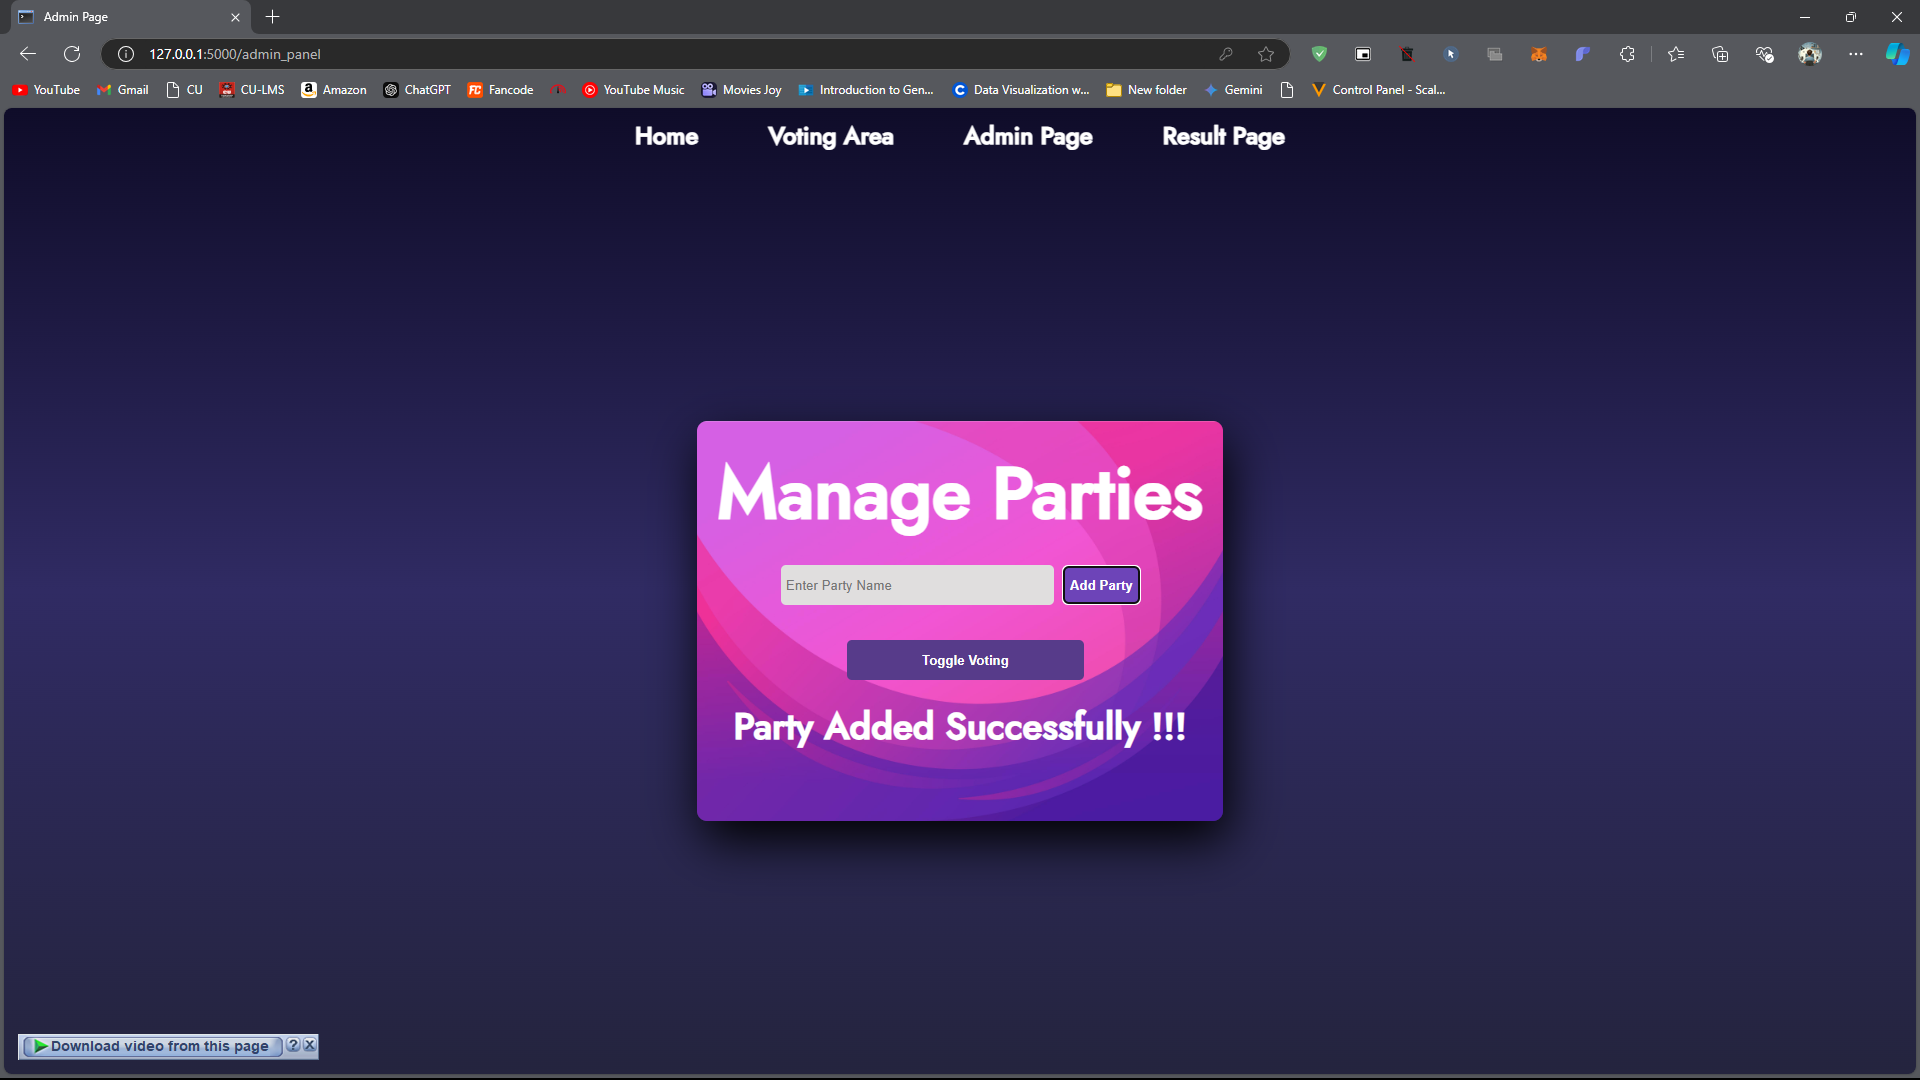 Admin Page
127.0.0.1:5000/admin_panel
YouTube Gmail CU CU-LMS Amazon ChatGPT Fancode YouTube Music Movies Joy Introduction to Gen... Data Visualization w... New folder Gemini Control Panel - Scal...
Home Voting Area Admin Page Result Page
Manage Parties
Enter Party Name Add Party
Toggle Voting
Party Added Successfully !!!
Download video from this page ? X